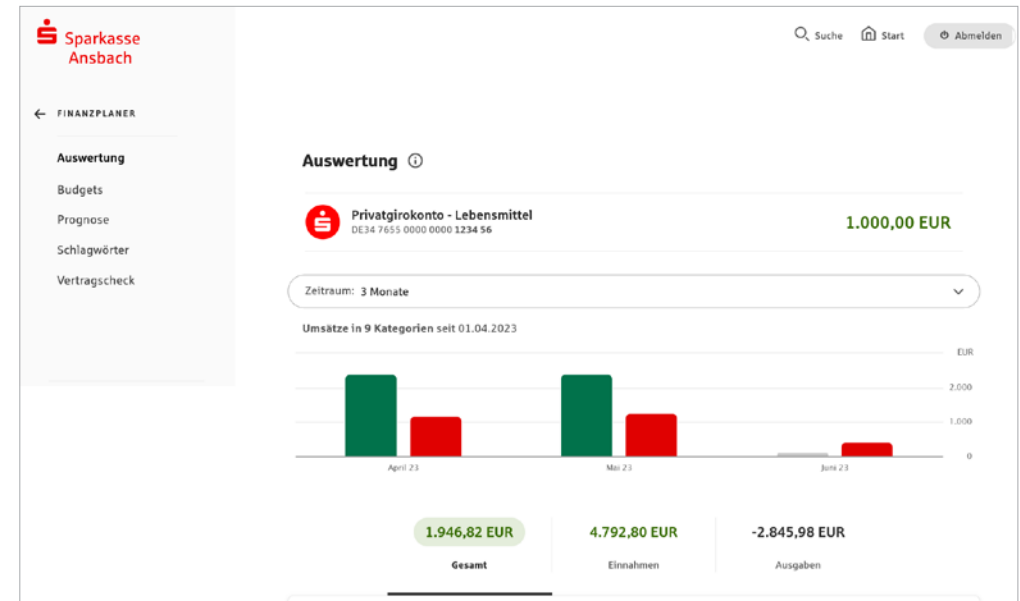 Sparkasse
Ansbach
Suche Start Abmelden
← FINANZPLANER
Auswertung
Budgets
Prognose
Schlagwörter
Vertragscheck
Auswertung
Privatgirokonto - Lebensmittel
DE34 7655 0000 0000 1234 56
1.000,00 EUR
Zeitraum: 3 Monate
Umsätze in 9 Kategorien seit 01.04.2023
EUR
2.000
1.000
0
April 23 Mai 23 Juni 23
1.946,82 EUR 4.792,80 EUR -2.845,98 EUR
Gesamt Einnahmen Ausgaben